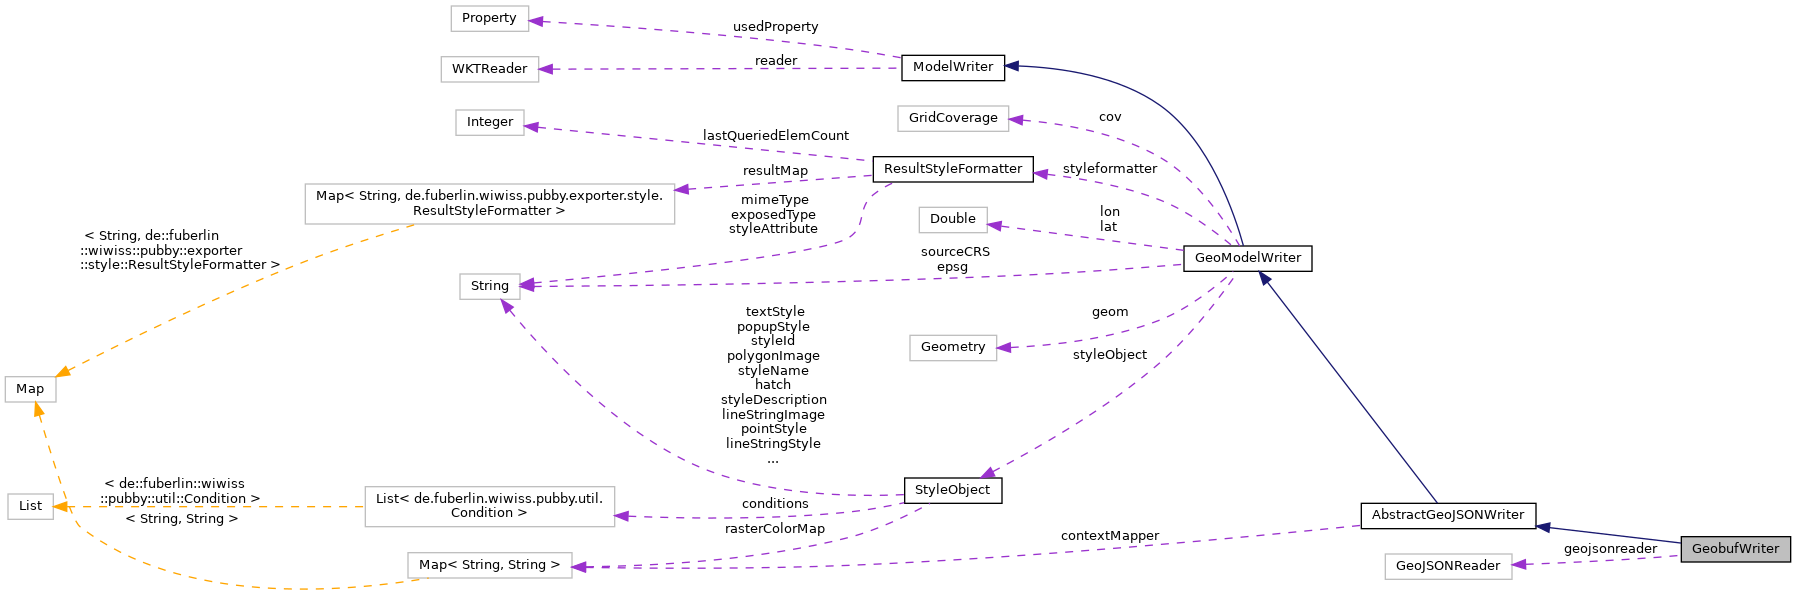 Property
usedProperty
WKTReader
reader
ModelWriter
Integer
lastQueriedElemCount
GridCoverage
cov
ResultStyleFormatter
styleformatter
resultMap
Map< String, de.fuberlin.wiwiss.pubby.exporter.style.
ResultStyleFormatter >
mimeType
exposedType
styleAttribute
Double
lon
lat
< String, de::fuberlin
::wiwiss::pubby::exporter
::style::ResultStyleFormatter >
sourceCRS
epsg
GeoModelWriter
String
textStyle
popupStyle
styleId
polygonImage
styleName
hatch
styleDescription
lineStringImage
pointStyle
lineStringStyle
...
geom
Geometry
styleObject
Map
List
< de::fuberlin::wiwiss
::pubby::util::Condition >
< String, String >
List< de.fuberlin.wiwiss.pubby.util.
Condition >
conditions
StyleObject
rasterColorMap
Map< String, String >
contextMapper
AbstractGeoJSONWriter
geojsonreader
GeoJSONReader
GeobufWriter